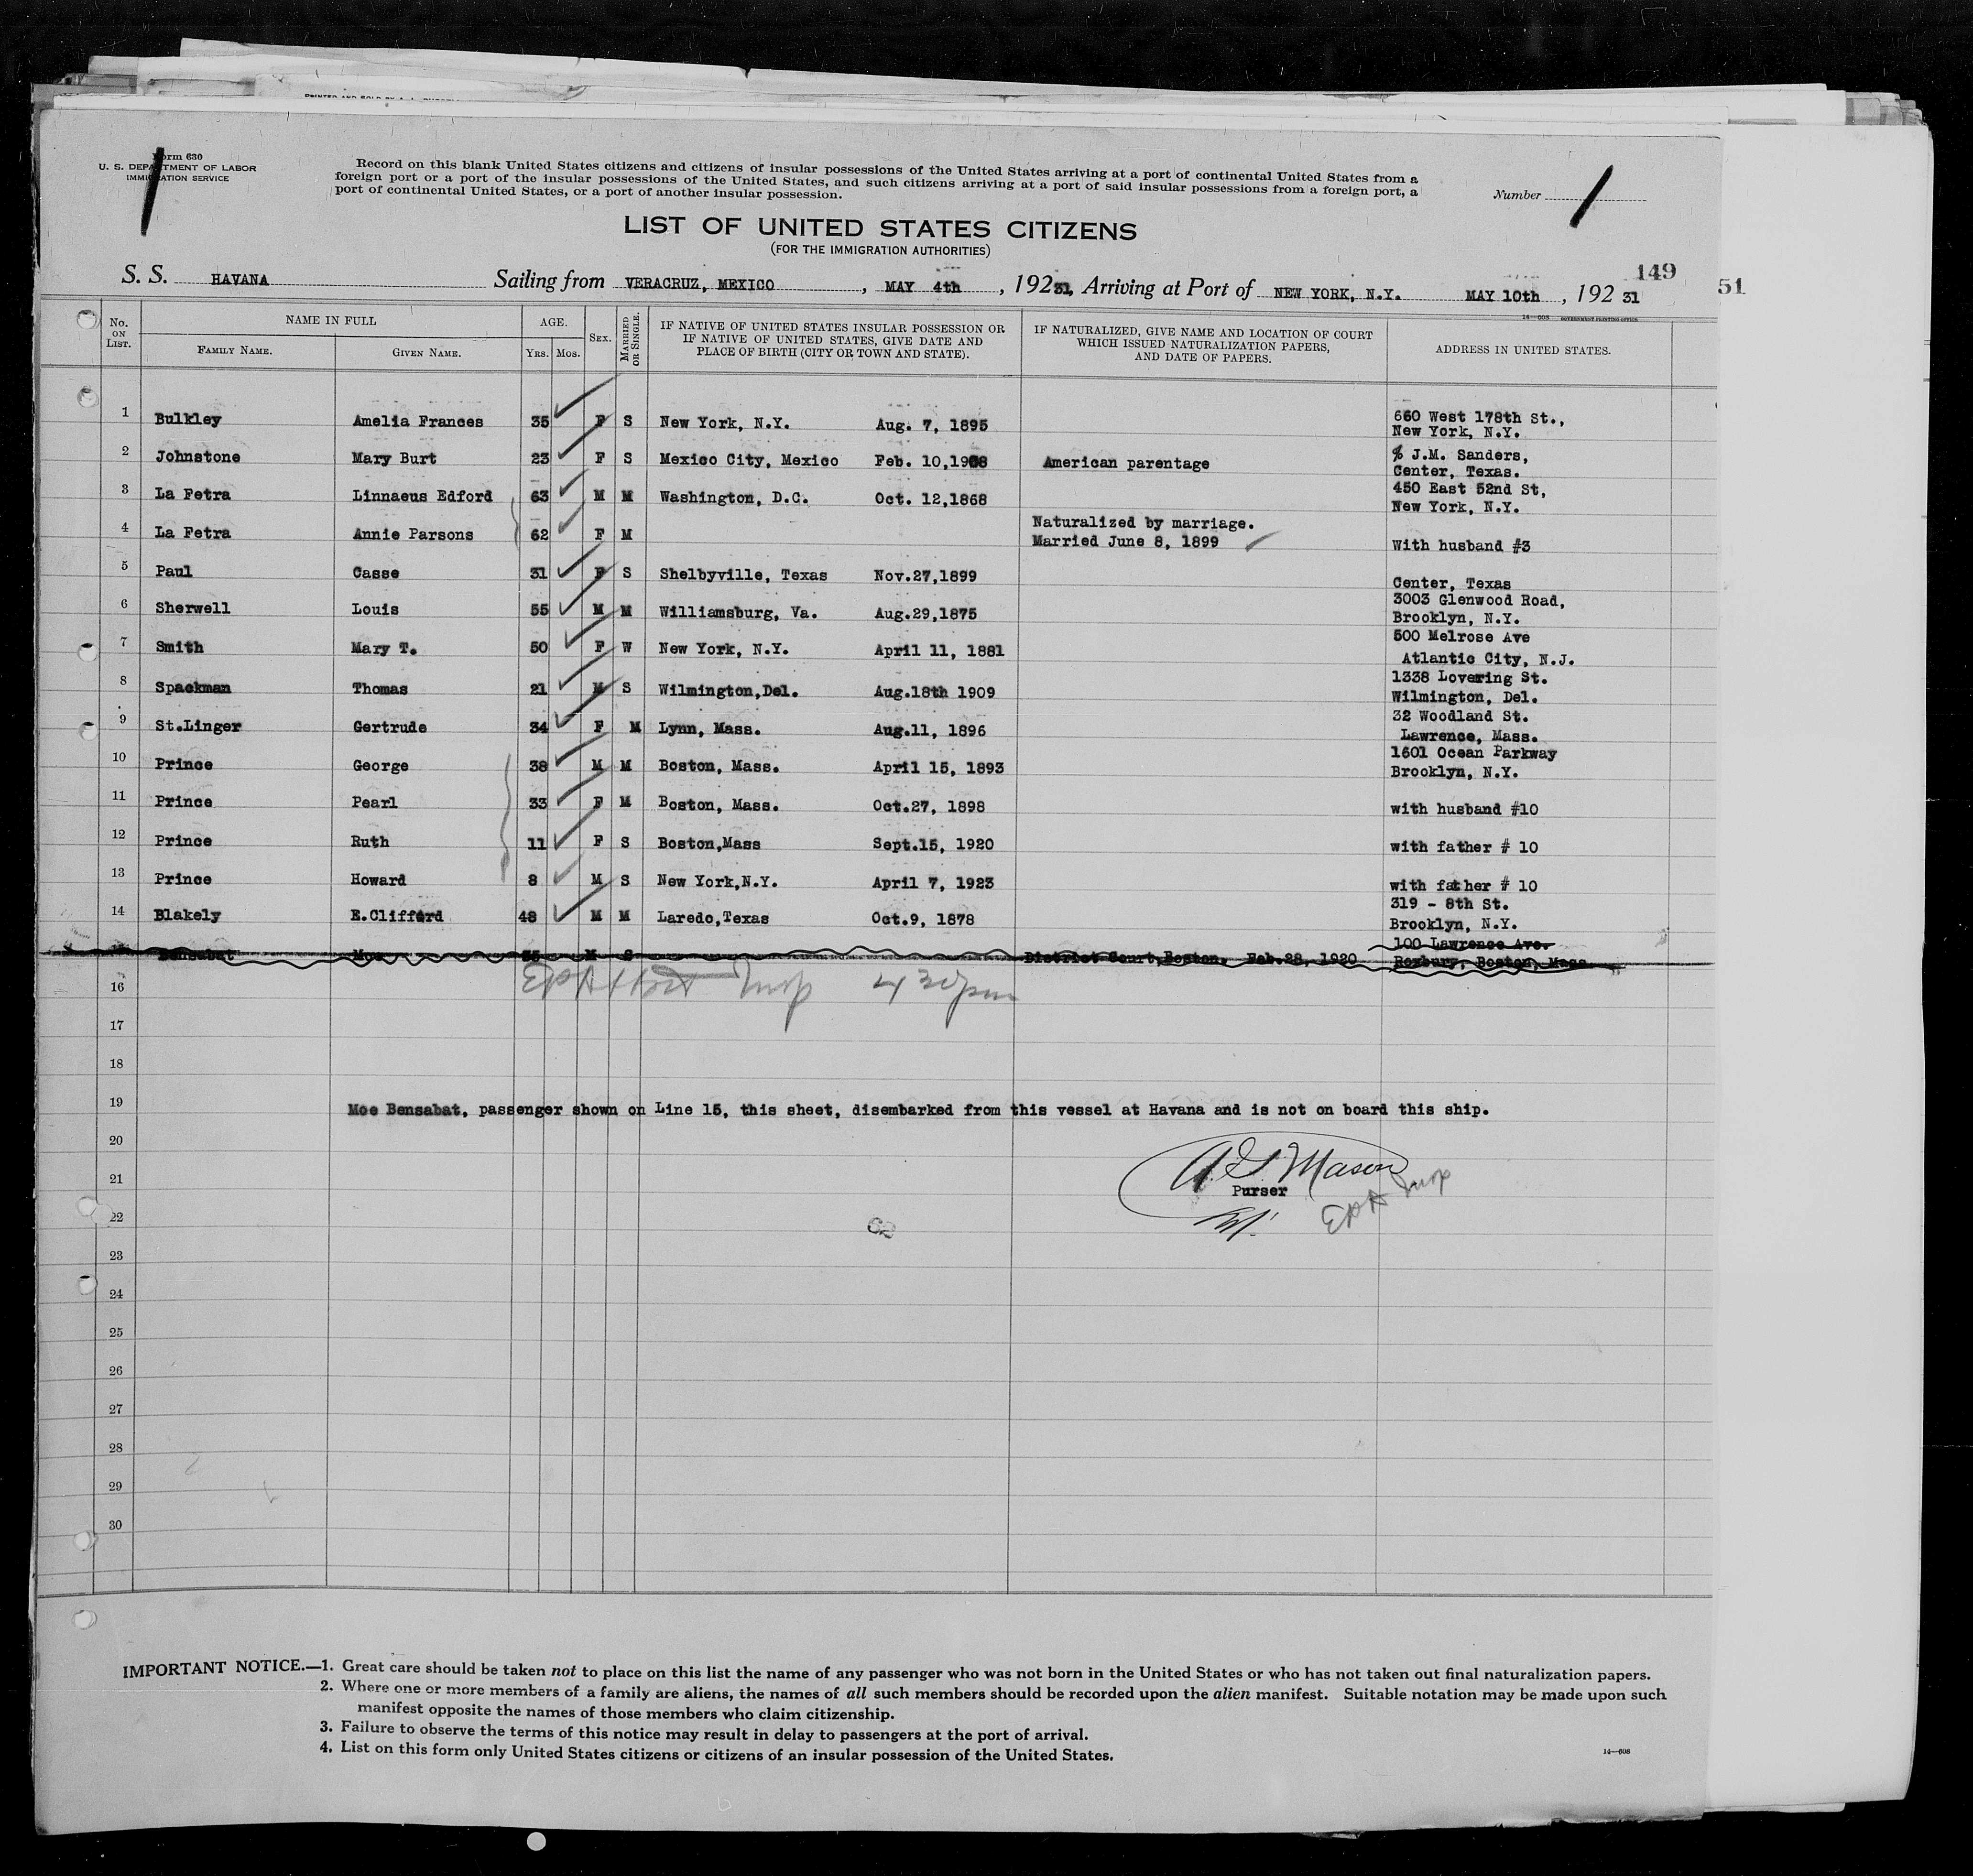 Form 630
U. S. DEPARTMENT OF LABOR
IMMIGRATION SERVICE
Record on this blank United States citizens and citizens of insular possessions of the United States arriving at a port of continental United States from a
foreign port or a port of the insular possessions of the United States, and such citizens arriving at a port of said insular possessions from a foreign port, a
port of continental United States, or a port of another insular possession.
Number 1
LIST OF UNITED STATES CITIZENS
(FOR THE IMMIGRATION AUTHORITIES)
149
51
S. S. HAVANA Sailing from VERACRUZ, MEXICO, MAY 4th, 192 31, Arriving at Port of NEW YORK, N.Y. MAY 10th, 192 31
14—608 GOVERNMENT PRINTING OFFICE
No. ON LIST. NAME IN FULL FAMILY NAME. GIVEN NAME. AGE. YRS. MOS. SEX. MARRIED OR SINGLE. IF NATIVE OF UNITED STATES INSULAR POSSESSION OR IF NATIVE OF UNITED STATES, GIVE DATE AND PLACE OF BIRTH (CITY OR TOWN AND STATE). IF NATURALIZED, GIVE NAME AND LOCATION OF COURT WHICH ISSUED NATURALIZATION PAPERS, AND DATE OF PAPERS. ADDRESS IN UNITED STATES.
1 Bulkley Amelia Frances 35 F S New York, N.Y. Aug. 7, 1895 660 West 178th St., New York, N.Y.
2 Johnstone Mary Burt 23 F S Mexico City, Mexico Feb. 10,1908 American parentage % J.M. Sanders, Center, Texas.
3 La Fetra Linnaeus Edford 63 M M Washington, D.C. Oct. 12,1868 450 East 52nd St, New York, N.Y.
4 La Fetra Annie Parsons 62 F M Naturalized by marriage. Married June 8, 1899 With husband #3
5 Paul Casse 31 F S Shelbyville, Texas Nov.27,1899 Center, Texas
6 Sherwell Louis 55 M M Williamsburg, Va. Aug.29,1875 3003 Glenwood Road, Brooklyn, N.Y.
7 Smith Mary T. 50 F W New York, N.Y. April 11, 1881 500 Melrose Ave Atlantic City, N.J.
8 Spackman Thomas 21 M S Wilmington,Del. Aug.18th 1909 1338 Lovering St. Wilmington, Del.
9 St.Linger Gertrude 34 F M Lynn, Mass. Aug.11, 1896 32 Woodland St. Lawrence, Mass.
10 Prince George 38 M M Boston, Mass. April 15, 1893 1601 Ocean Parkway Brooklyn, N.Y.
11 Prince Pearl 33 F M Boston, Mass. Oct.27, 1898 with husband #10
12 Prince Ruth 11 F S Boston,Mass Sept.15, 1920 with father # 10
13 Prince Howard 8 M S New York,N.Y. April 7, 1923 with father # 10
14 Blakely E.Clifford 48 M M Laredo,Texas Oct.9, 1878 319 - 8th St. Brooklyn, N.Y.
15 Bensabat Moe 35 M S District Court,Boston, Feb.28, 1920 100 Lawrence Ave. Roxbury, Boston, Mass
16 Insp 4 30 pm
17
18
19 Moe Bensabat, passenger shown on Line 15, this sheet, disembarked from this vessel at Havana and is not on board this ship.
20
21 Mason
Purser
22
23
24
25
26
27
28
29
30
IMPORTANT NOTICE.—1. Great care should be taken not to place on this list the name of any passenger who was not born in the United States or who has not taken out final naturalization papers.
2. Where one or more members of a family are aliens, the names of all such members should be recorded upon the alien manifest. Suitable notation may be made upon such
manifest opposite the names of those members who claim citizenship.
3. Failure to observe the terms of this notice may result in delay to passengers at the port of arrival.
4. List on this form only United States citizens or citizens of an insular possession of the United States.
14—608